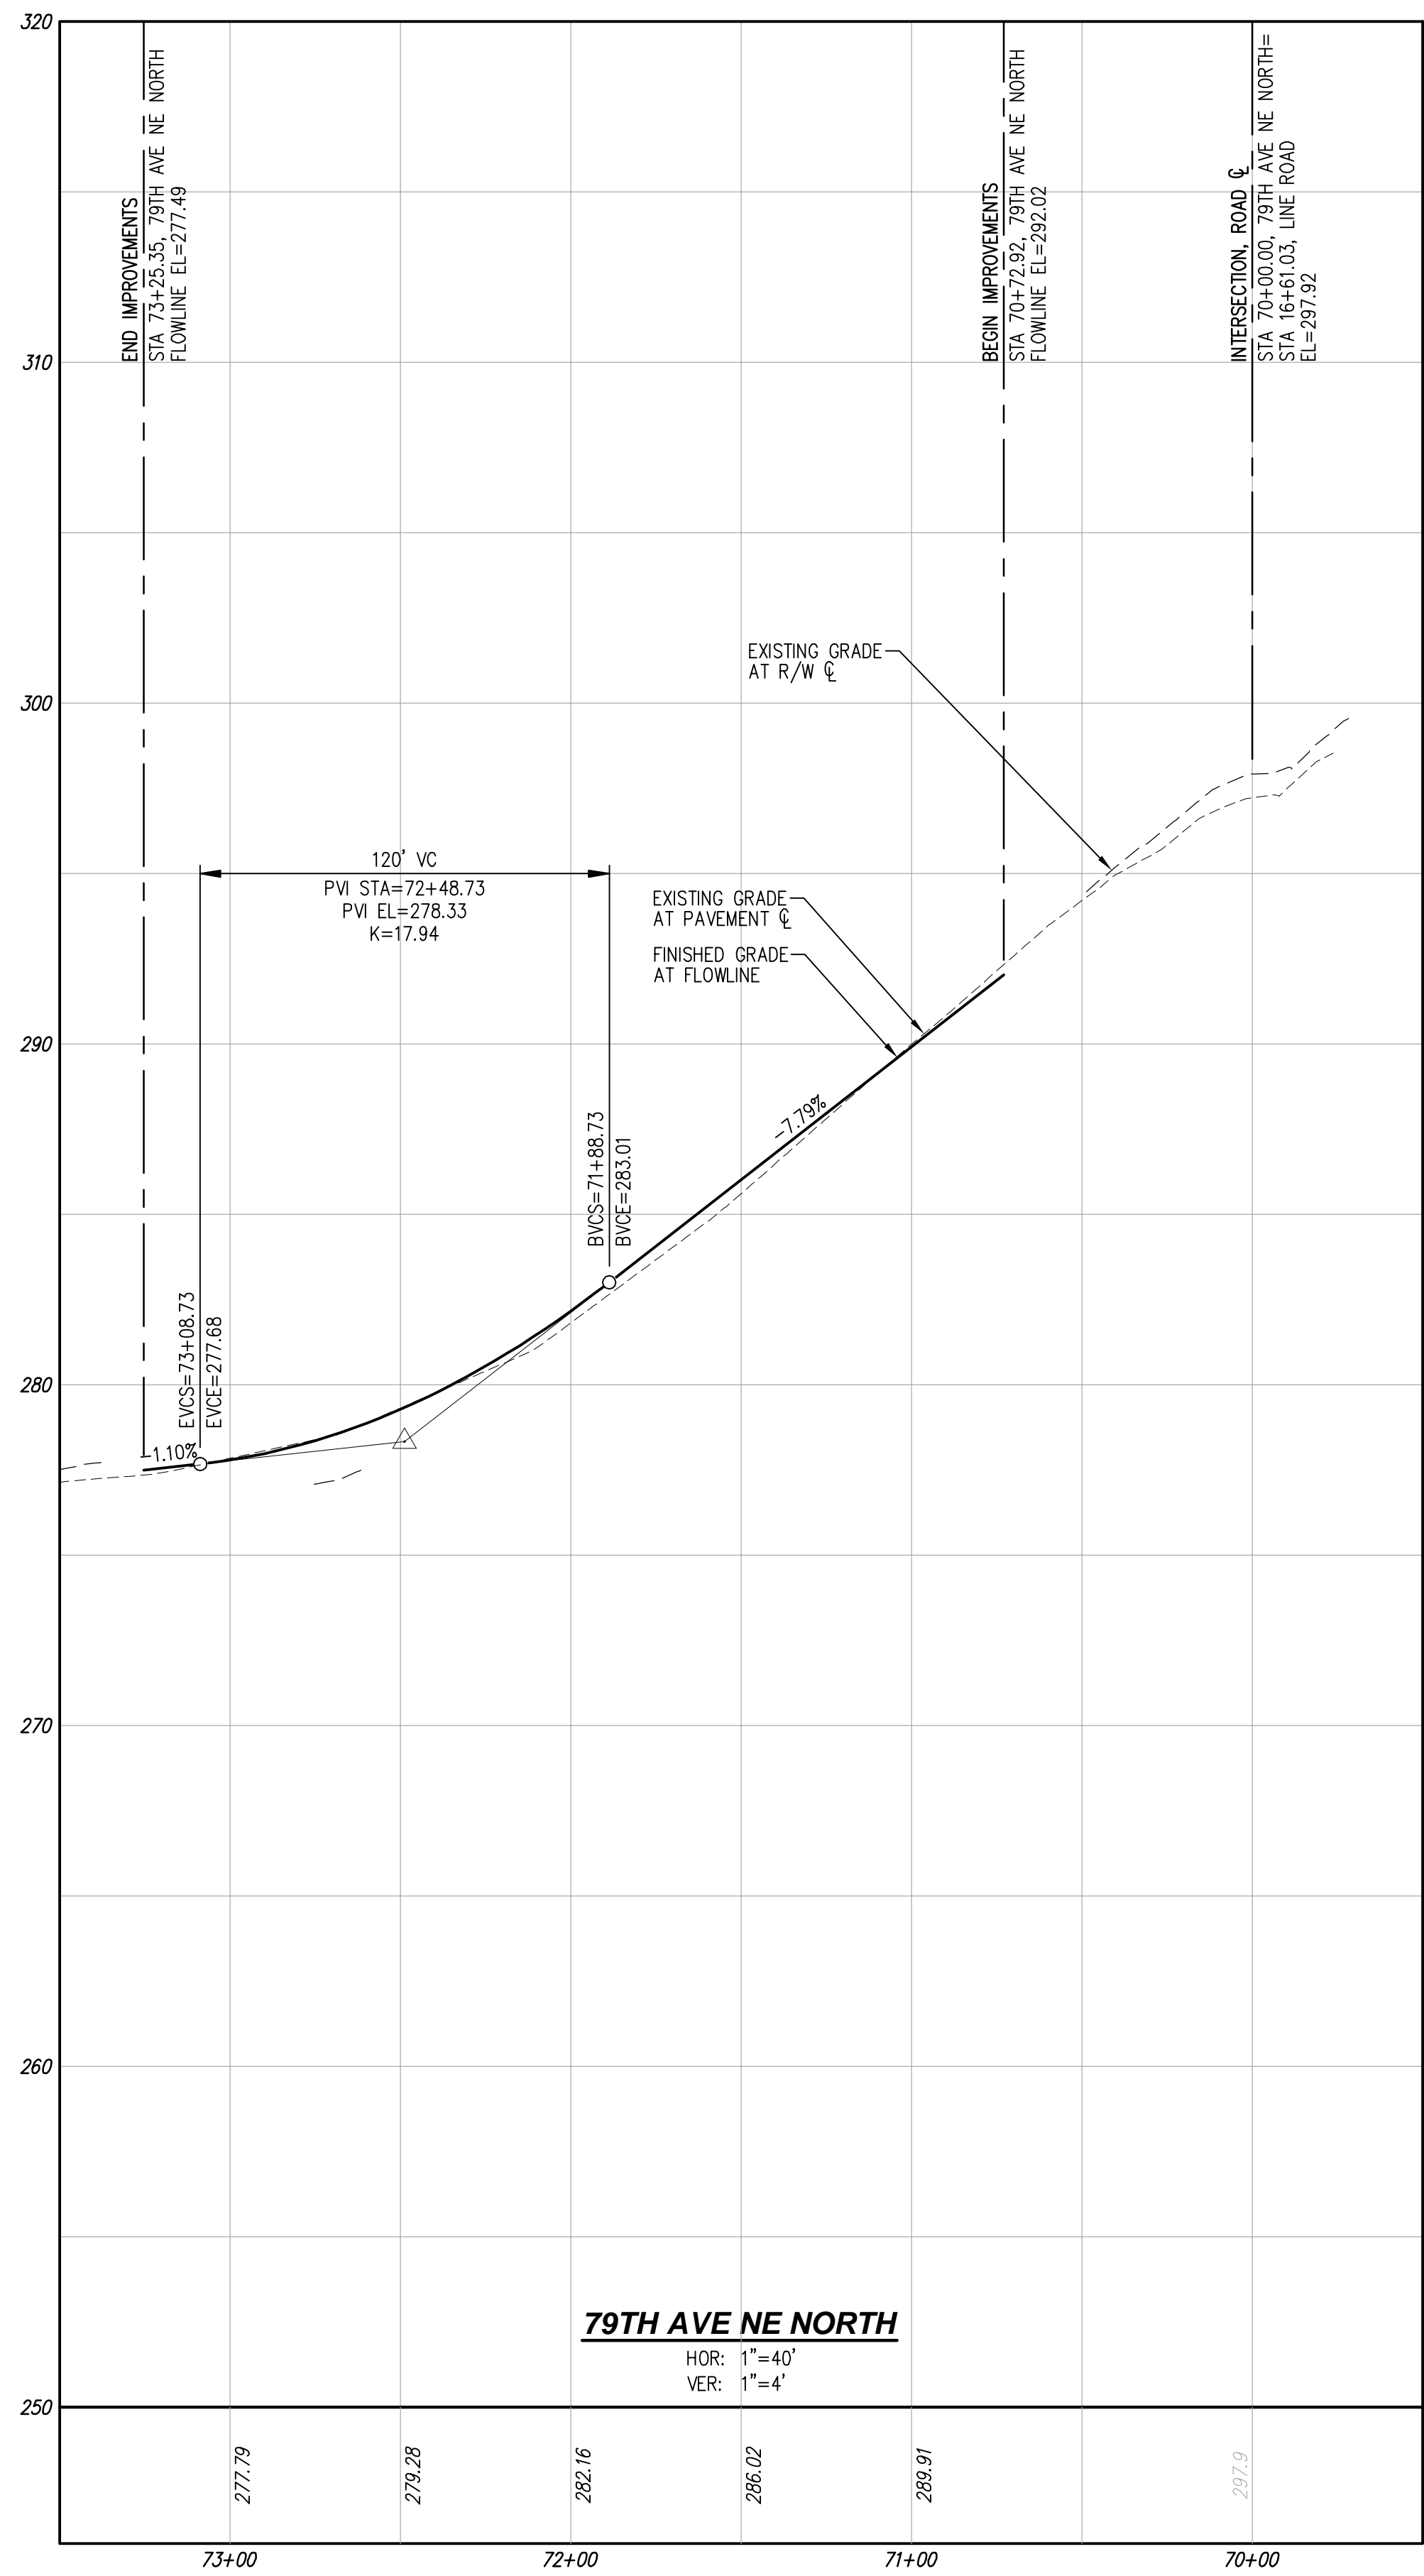 320
310
300
290
280
270
260
250
END IMPROVEMENTS
STA 73+25.35, 79TH AVE NE NORTH
FLOWLINE EL=277.49
BEGIN IMPROVEMENTS
STA 70+72.92, 79TH AVE NE NORTH
FLOWLINE EL=292.02
INTERSECTION, ROAD ℄
STA 70+00.00, 79TH AVE NE NORTH=
STA 16+61.03, LINE ROAD
EL=297.92
EXISTING GRADE
AT R/W ℄
120' VC
PVI STA=72+48.73
PVI EL=278.33
K=17.94
EXISTING GRADE
AT PAVEMENT ℄
FINISHED GRADE
AT FLOWLINE
-7.79%
BVCS=71+88.73
BVCE=283.01
EVCS=73+08.73
EVCE=277.68
-1.10%
79TH AVE NE NORTH
HOR: 1"=40'
VER: 1"=4'
277.79
279.28
282.16
286.02
289.91
297.9
73+00
72+00
71+00
70+00